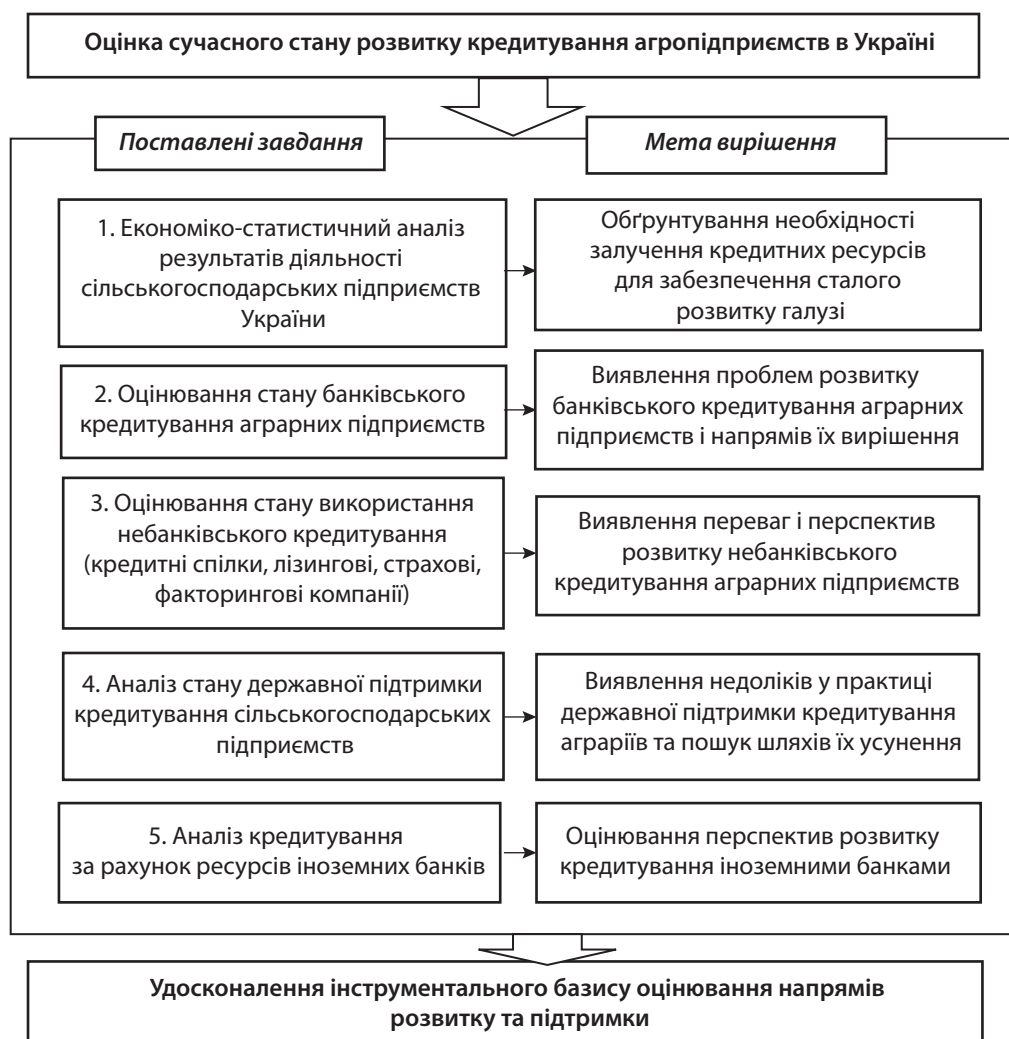 Оцінка сучасного стану розвитку кредитування агропідприємств в Україні
Поставлені завдання
Мета вирішення
1. Економіко-статистичний аналіз
результатів діяльності
сільськогосподарських підприємств
України
Обґрунтування необхідності
залучення кредитних ресурсів
для забезпечення сталого
розвитку галузі
2. Оцінювання стану банківського
кредитування аграрних підприємств
Виявлення проблем розвитку
банківського кредитування аграрних
підприємств і напрямів їх вирішення
3. Оцінювання стану використання
небанківського кредитування
(кредитні спілки, лізингові, страхові,
факторингові компанії)
Виявлення переваг і перспектив
розвитку небанківського
кредитування аграрних підприємств
4. Аналіз стану державної підтримки
кредитування сільськогосподарських
підприємств
Виявлення недоліків у практиці
державної підтримки кредитування
аграріїв та пошук шляхів їх усунення
5. Аналіз кредитування
за рахунок ресурсів іноземних банків
Оцінювання перспектив розвитку
кредитування іноземними банками
Удосконалення інструментального базису оцінювання напрямів
розвитку та підтримки